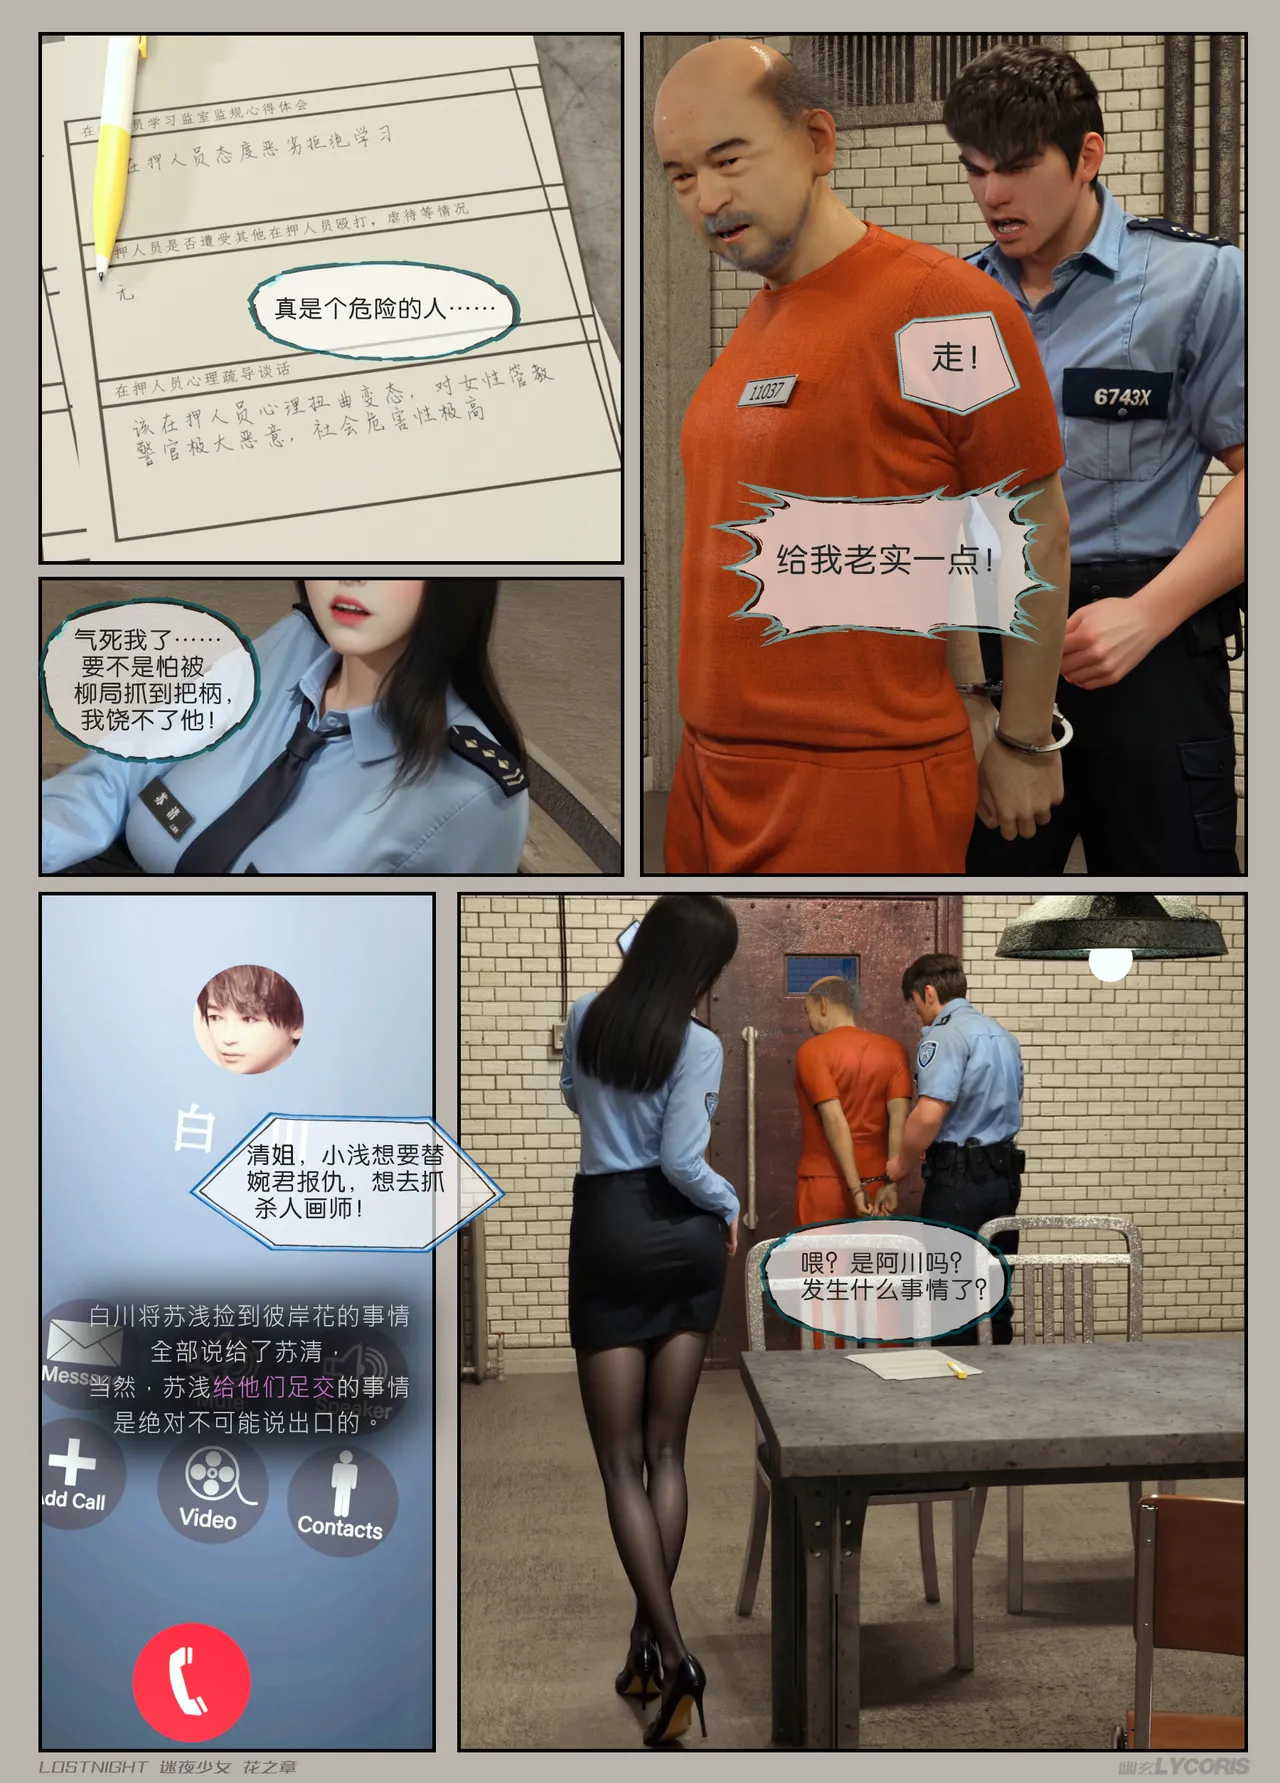 在
员学习监室监规心得体会
在押人员态度恶劣拒绝学习
押人员是否遭受其他在押人员殴打，虐待等情况
无
真是个危险的人……
在押人员心理疏导谈话
该在押人员心理扭曲变态，对女性管教
警官极大恶意，社会危害性极高
走！
11037
6743X
给我老实一点！
气死我了……
要不是怕被
柳局抓到把柄，
我饶不了他！
苏清
白川
清姐，小浅想要替
婉君报仇，想去抓
杀人画师！
喂？是阿川吗？
发生什么事情了？
白川将苏浅捡到彼岸花的事情
全部说给了苏清，
当然，苏浅给他们足交的事情
是绝对不可能说出口的。
Messag
Mute
Speaker
dd Call
Video
Contacts
LOSTNIGHT 迷夜少女 花之章
幽玄LYCORIS